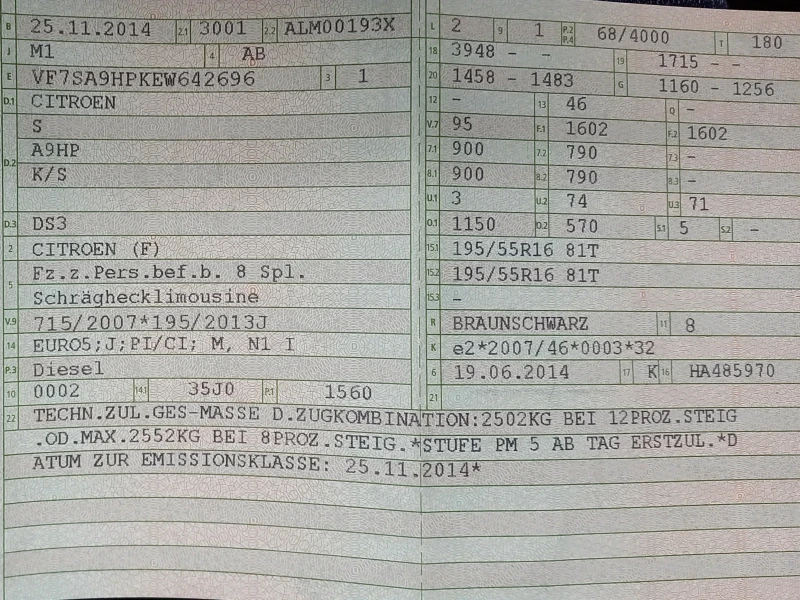 B 25.11.2014 2.1 3001 2.2 ALM00193X
J M1 4 AB
E VF7SA9HPKEW642696 3 1
D.1 CITROEN
S
D.2 A9HP
K/S
D.3 DS3
2 CITROEN (F)
5 Fz.z.Pers.bef.b. 8 Spl.
Schräghecklimousine
V.9 715/2007*195/2013J
14 EURO5;J;PI/CI; M, N1 I
P.3 Diesel
10 0002 14.1 35J0 P.1 1560
L 2 9 1 P.2 P.4 68/4000 T 180
18 3948 - - 19 1715 - -
20 1458 - 1483 G 1160 - 1256
12 - 13 46 Q -
V.7 95 F.1 1602 F.2 1602
7.1 900 7.2 790 7.3 -
8.1 900 8.2 790 8.3 -
U.1 3 U.2 74 U.3 71
O.1 1150 O.2 570 S.1 5 S.2 -
15.1 195/55R16 81T
15.2 195/55R16 81T
15.3 -
R BRAUNSCHWARZ 11 8
K e2*2007/46*0003*32
6 19.06.2014 17 K 16 HA485970
21
22 TECHN.ZUL.GES-MASSE D.ZUGKOMBINATION:2502KG BEI 12PROZ.STEIG
.OD.MAX.2552KG BEI 8PROZ.STEIG.*STUFE PM 5 AB TAG ERSTZUL.*D
ATUM ZUR EMISSIONSKLASSE: 25.11.2014*